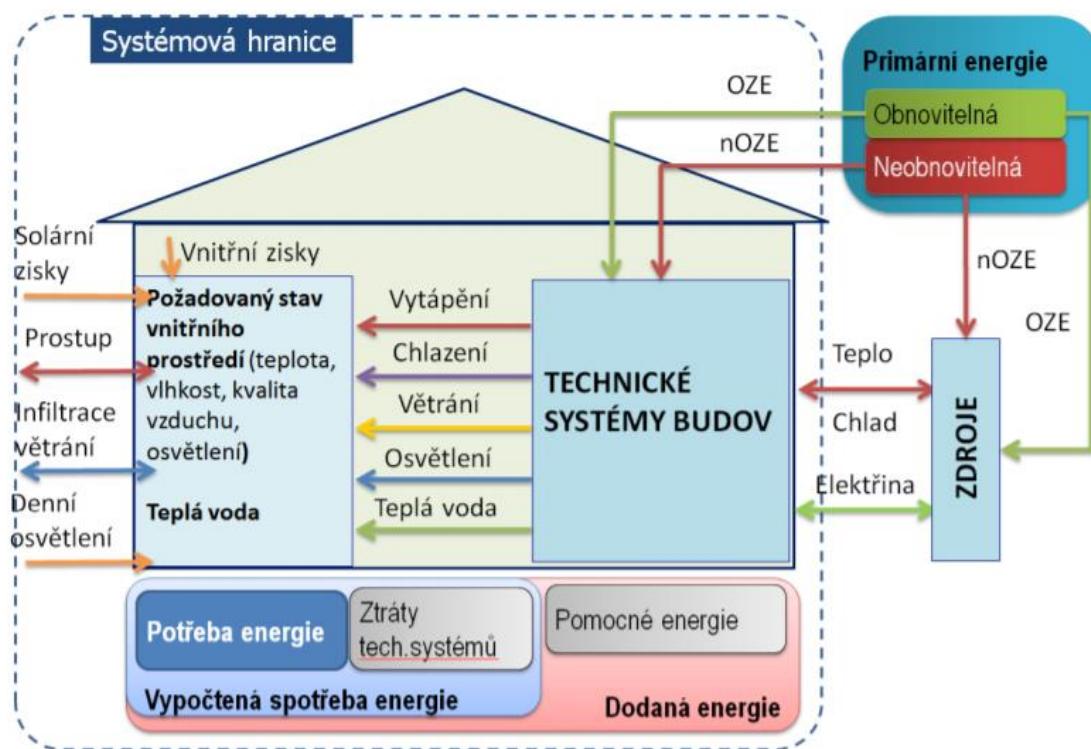 Systémová hranice
Primární energie
Obnovitelná
Neobnovitelná
OZE
nOZE
nOZE
OZE
Solární
zisky
Vnitřní zisky
Prostup
Infiltrace
větrání
Denní
osvětlení
Požadovaný stav
vnitřního
prostředí (teplota,
vlhkost, kvalita
vzduchu,
osvětlení)
Teplá voda
Vytápění
Chlazení
Větrání
Osvětlení
Teplá voda
TECHNICKÉ
SYSTÉMY BUDOV
Teplo
Chlad
Elektřina
ZDROJE
Potřeba energie
Ztráty
tech.systémů
Pomocné energie
Vypočtená spotřeba energie
Dodaná energie